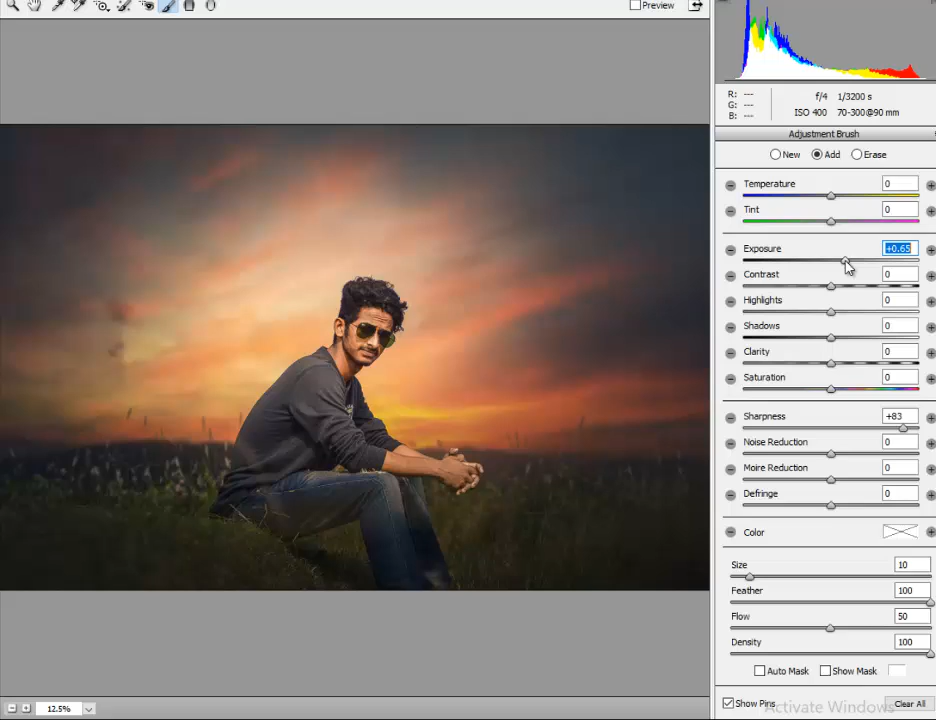 Preview
R: ---
G: ---
B: ---
f/4 1/3200 s
ISO 400 70-300@90 mm
Adjustment Brush
New Add Erase
Temperature 0
Tint 0
Exposure +0.65
Contrast 0
Highlights 0
Shadows 0
Clarity 0
Saturation 0
Sharpness +83
Noise Reduction 0
Moire Reduction 0
Defringe 0
Color
Size 10
Feather 100
Flow 50
Density 100
Auto Mask Show Mask
Show Pins Clear All
Activate Windows
12.5%